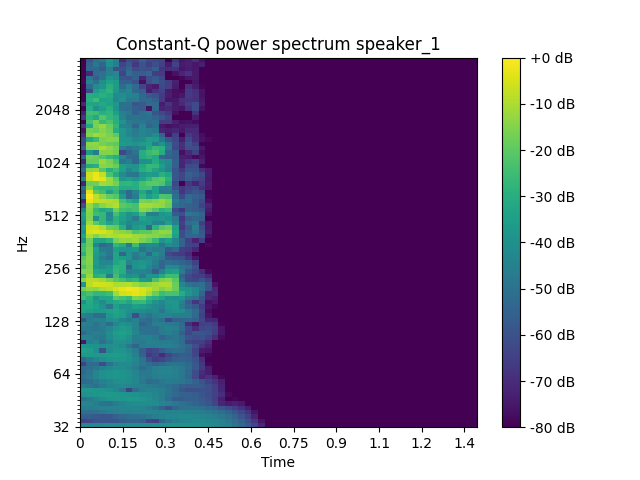 Constant-Q power spectrum speaker_1
+0 dB
-10 dB
-20 dB
-30 dB
-40 dB
-50 dB
-60 dB
-70 dB
-80 dB
2048
1024
512
256
128
64
32
Hz
0 0.15 0.3 0.45 0.6 0.75 0.9 1.1 1.2 1.4
Time